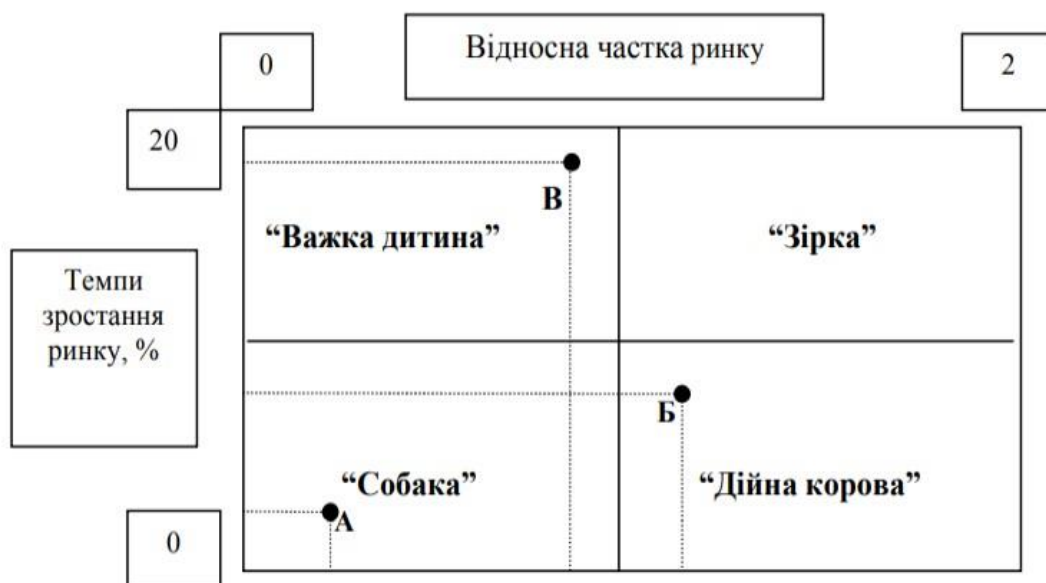 0
Відносна частка ринку
2
20
В
“Важка дитина”
“Зірка”
Темпи
зростання
ринку, %
Б
“Собака”
“Дійна корова”
А
0